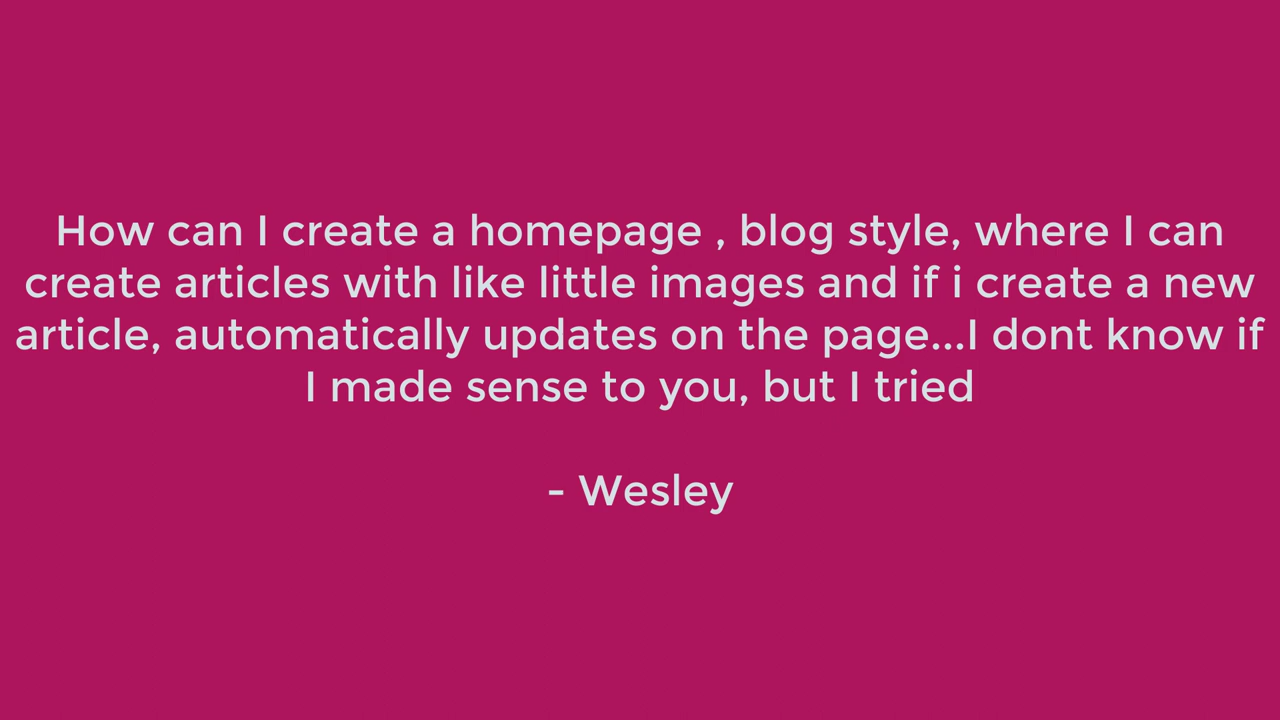 How can I create a homepage , blog style, where I can
create articles with like little images and if i create a new
article, automatically updates on the page...I dont know if
I made sense to you, but I tried
- Wesley